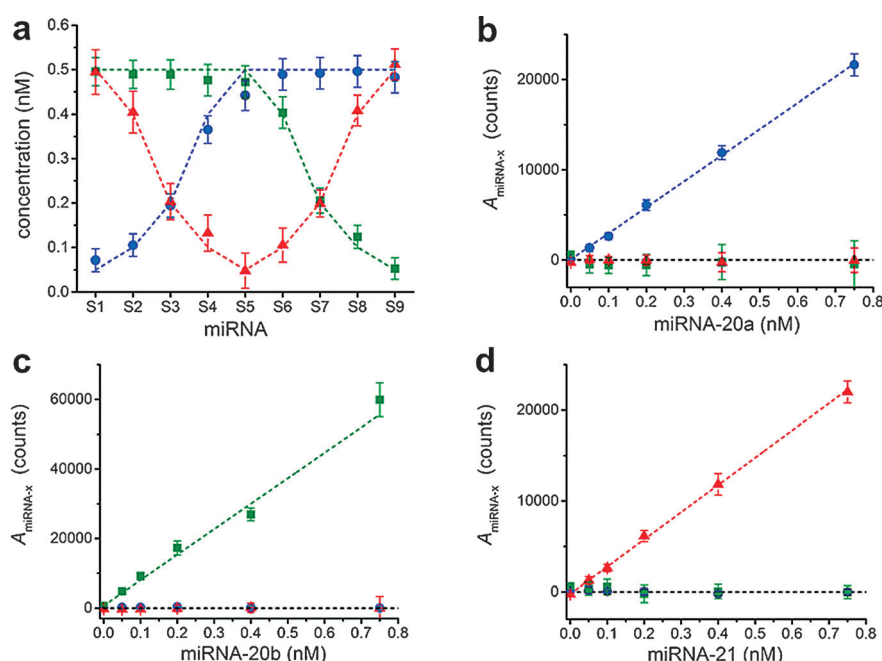 a
0.6
0.5
0.4
0.3
0.2
0.1
0.0
concentration (nM)
S1 S2 S3 S4 S5 S6 S7 S8 S9
miRNA
b
20000
10000
0
A miRNA-x (counts)
0.0 0.1 0.2 0.3 0.4 0.5 0.6 0.7 0.8
miRNA-20a (nM)
c
60000
40000
20000
0
A miRNA-x (counts)
0.0 0.1 0.2 0.3 0.4 0.5 0.6 0.7 0.8
miRNA-20b (nM)
d
20000
10000
0
A miRNA-x (counts)
0.0 0.1 0.2 0.3 0.4 0.5 0.6 0.7 0.8
miRNA-21 (nM)